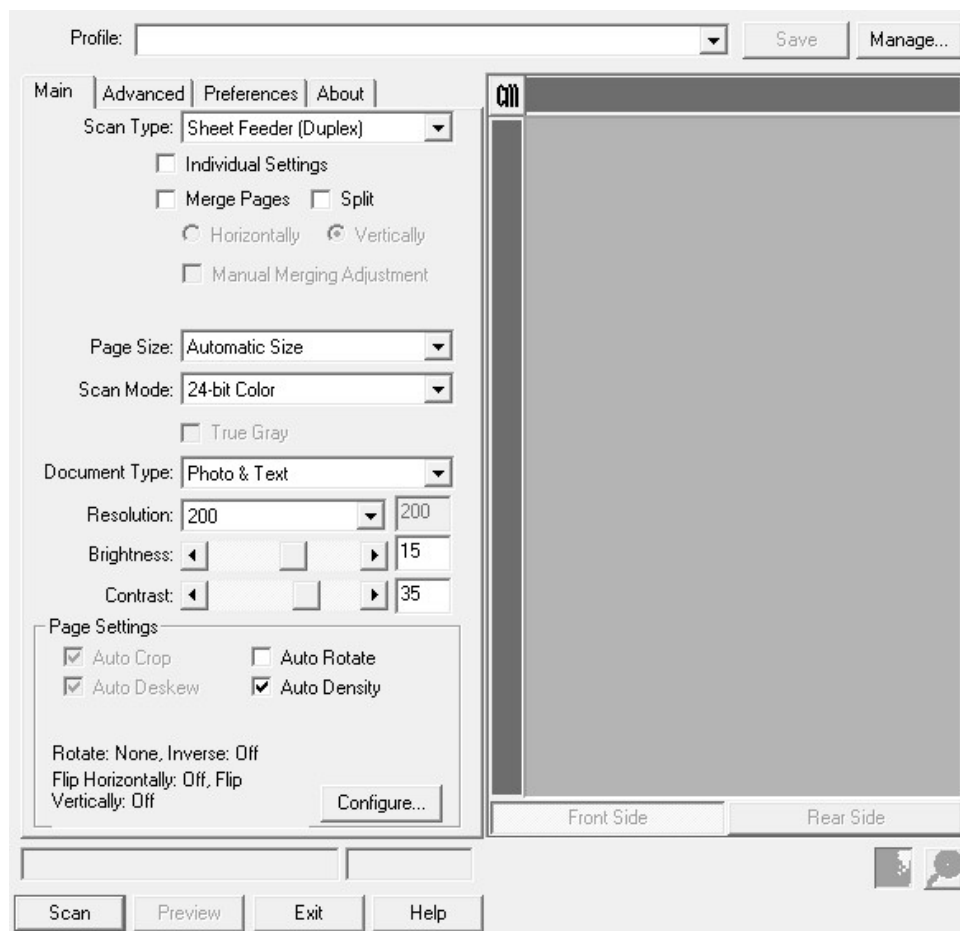 Profile: Save Manage...
Main Advanced Preferences About
Scan Type: Sheet Feeder (Duplex)
Individual Settings
Merge Pages Split
Horizontally Vertically
Manual Merging Adjustment
Page Size: Automatic Size
Scan Mode: 24-bit Color
True Gray
Document Type: Photo & Text
Resolution: 200 200
Brightness: 15
Contrast: 35
Page Settings
Auto Crop Auto Rotate
Auto Deskew Auto Density
Rotate: None, Inverse: Off
Flip Horizontally: Off, Flip
Vertically: Off
Configure...
Front Side Rear Side
Scan Preview Exit Help